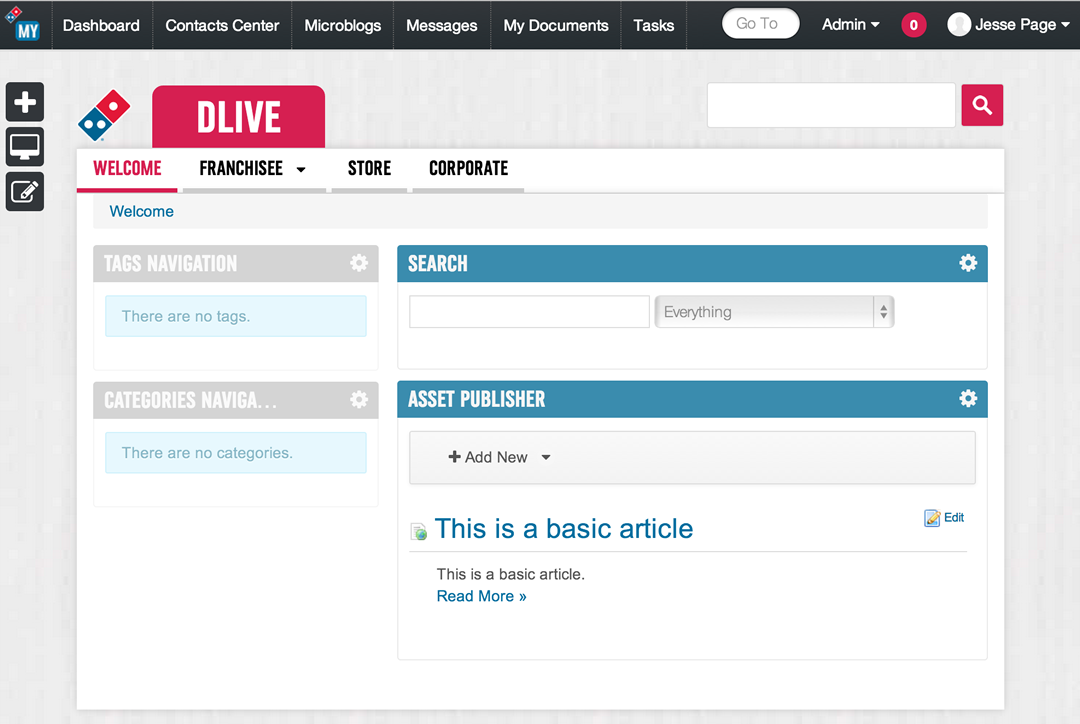 MY
Dashboard
Contacts Center
Microblogs
Messages
My Documents
Tasks
Go To
Admin
0
Jesse Page
DLIVE
WELCOME
FRANCHISEE
STORE
CORPORATE
Welcome
TAGS NAVIGATION
There are no tags.
CATEGORIES NAVIGA...
There are no categories.
SEARCH
Everything
ASSET PUBLISHER
Add New
This is a basic article
Edit
This is a basic article.
Read More »